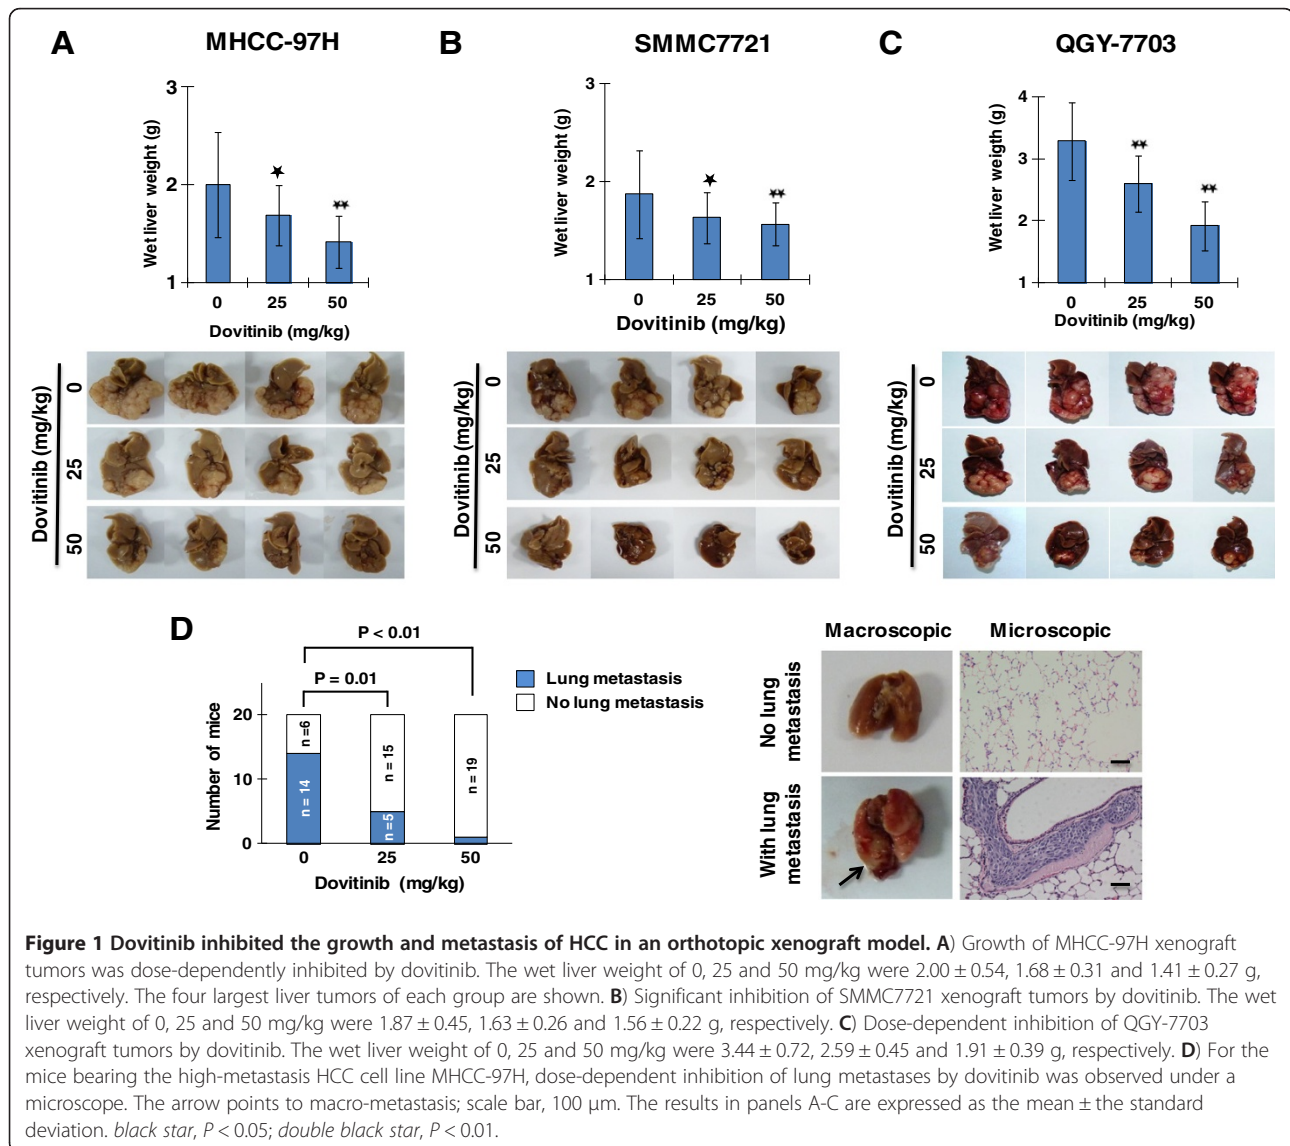 A MHCC-97H
Wet liver weight (g)
3
2
1
★
★★
0 25 50
Dovitinib (mg/kg)
Dovitinib (mg/kg)
0
25
50
B SMMC7721
Wet liver weight (g)
3
2
1
★
★★
0 25 50
Dovitinib (mg/kg)
Dovitinib (mg/kg)
0
25
50
C QGY-7703
Wet liver weigth (g)
4
3
2
1
★★
★★
0 25 50
Dovitinib (mg/kg)
Dovitinib (mg/kg)
0
25
50
D
P < 0.01
P = 0.01
Number of mice
20
10
0
n =6
n = 14
n = 15
n =5
n = 19
0 25 50
Dovitinib (mg/kg)
Lung metastasis
No lung metastasis
Macroscopic Microscopic
No lung
metastasis
With lung
metastasis
Figure 1 Dovitinib inhibited the growth and metastasis of HCC in an orthotopic xenograft model. A) Growth of MHCC-97H xenograft
tumors was dose-dependently inhibited by dovitinib. The wet liver weight of 0, 25 and 50 mg/kg were 2.00 ± 0.54, 1.68 ± 0.31 and 1.41 ± 0.27 g,
respectively. The four largest liver tumors of each group are shown. B) Significant inhibition of SMMC7721 xenograft tumors by dovitinib. The wet
liver weight of 0, 25 and 50 mg/kg were 1.87 ± 0.45, 1.63 ± 0.26 and 1.56 ± 0.22 g, respectively. C) Dose-dependent inhibition of QGY-7703
xenograft tumors by dovitinib. The wet liver weight of 0, 25 and 50 mg/kg were 3.44 ± 0.72, 2.59 ± 0.45 and 1.91 ± 0.39 g, respectively. D) For the
mice bearing the high-metastasis HCC cell line MHCC-97H, dose-dependent inhibition of lung metastases by dovitinib was observed under a
microscope. The arrow points to macro-metastasis; scale bar, 100 μm. The results in panels A-C are expressed as the mean ± the standard
deviation. black star, P < 0.05; double black star, P < 0.01.